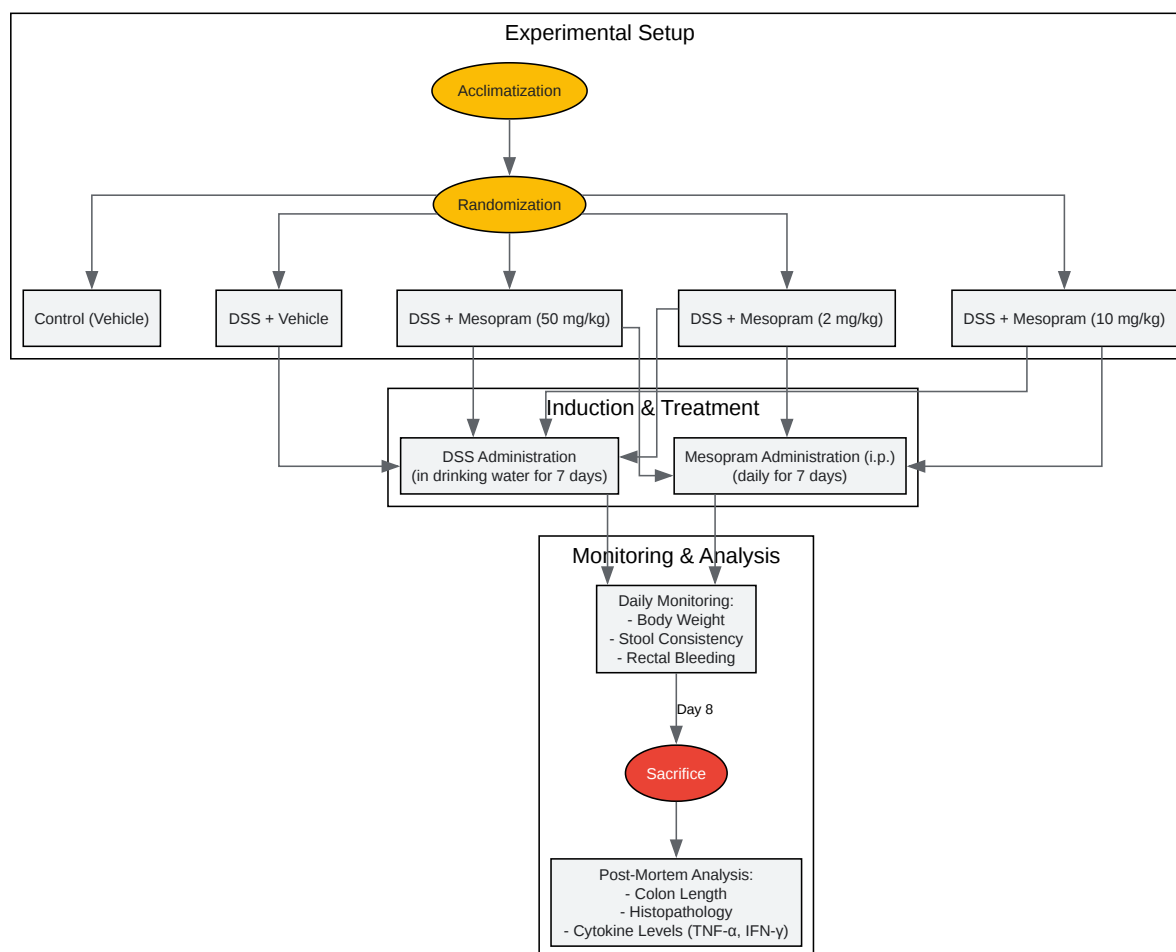 Experimental Setup
Acclimatization
Randomization
Control (Vehicle)
DSS + Vehicle
DSS + Mesopram (50 mg/kg)
DSS + Mesopram (2 mg/kg)
DSS + Mesopram (10 mg/kg)
Induction & Treatment
DSS Administration
(in drinking water for 7 days)
Mesopram Administration (i.p.)
(daily for 7 days)
Monitoring & Analysis
Daily Monitoring:
- Body Weight
- Stool Consistency
- Rectal Bleeding
Day 8
Sacrifice
Post-Mortem Analysis:
- Colon Length
- Histopathology
- Cytokine Levels (TNF-α, IFN-γ)